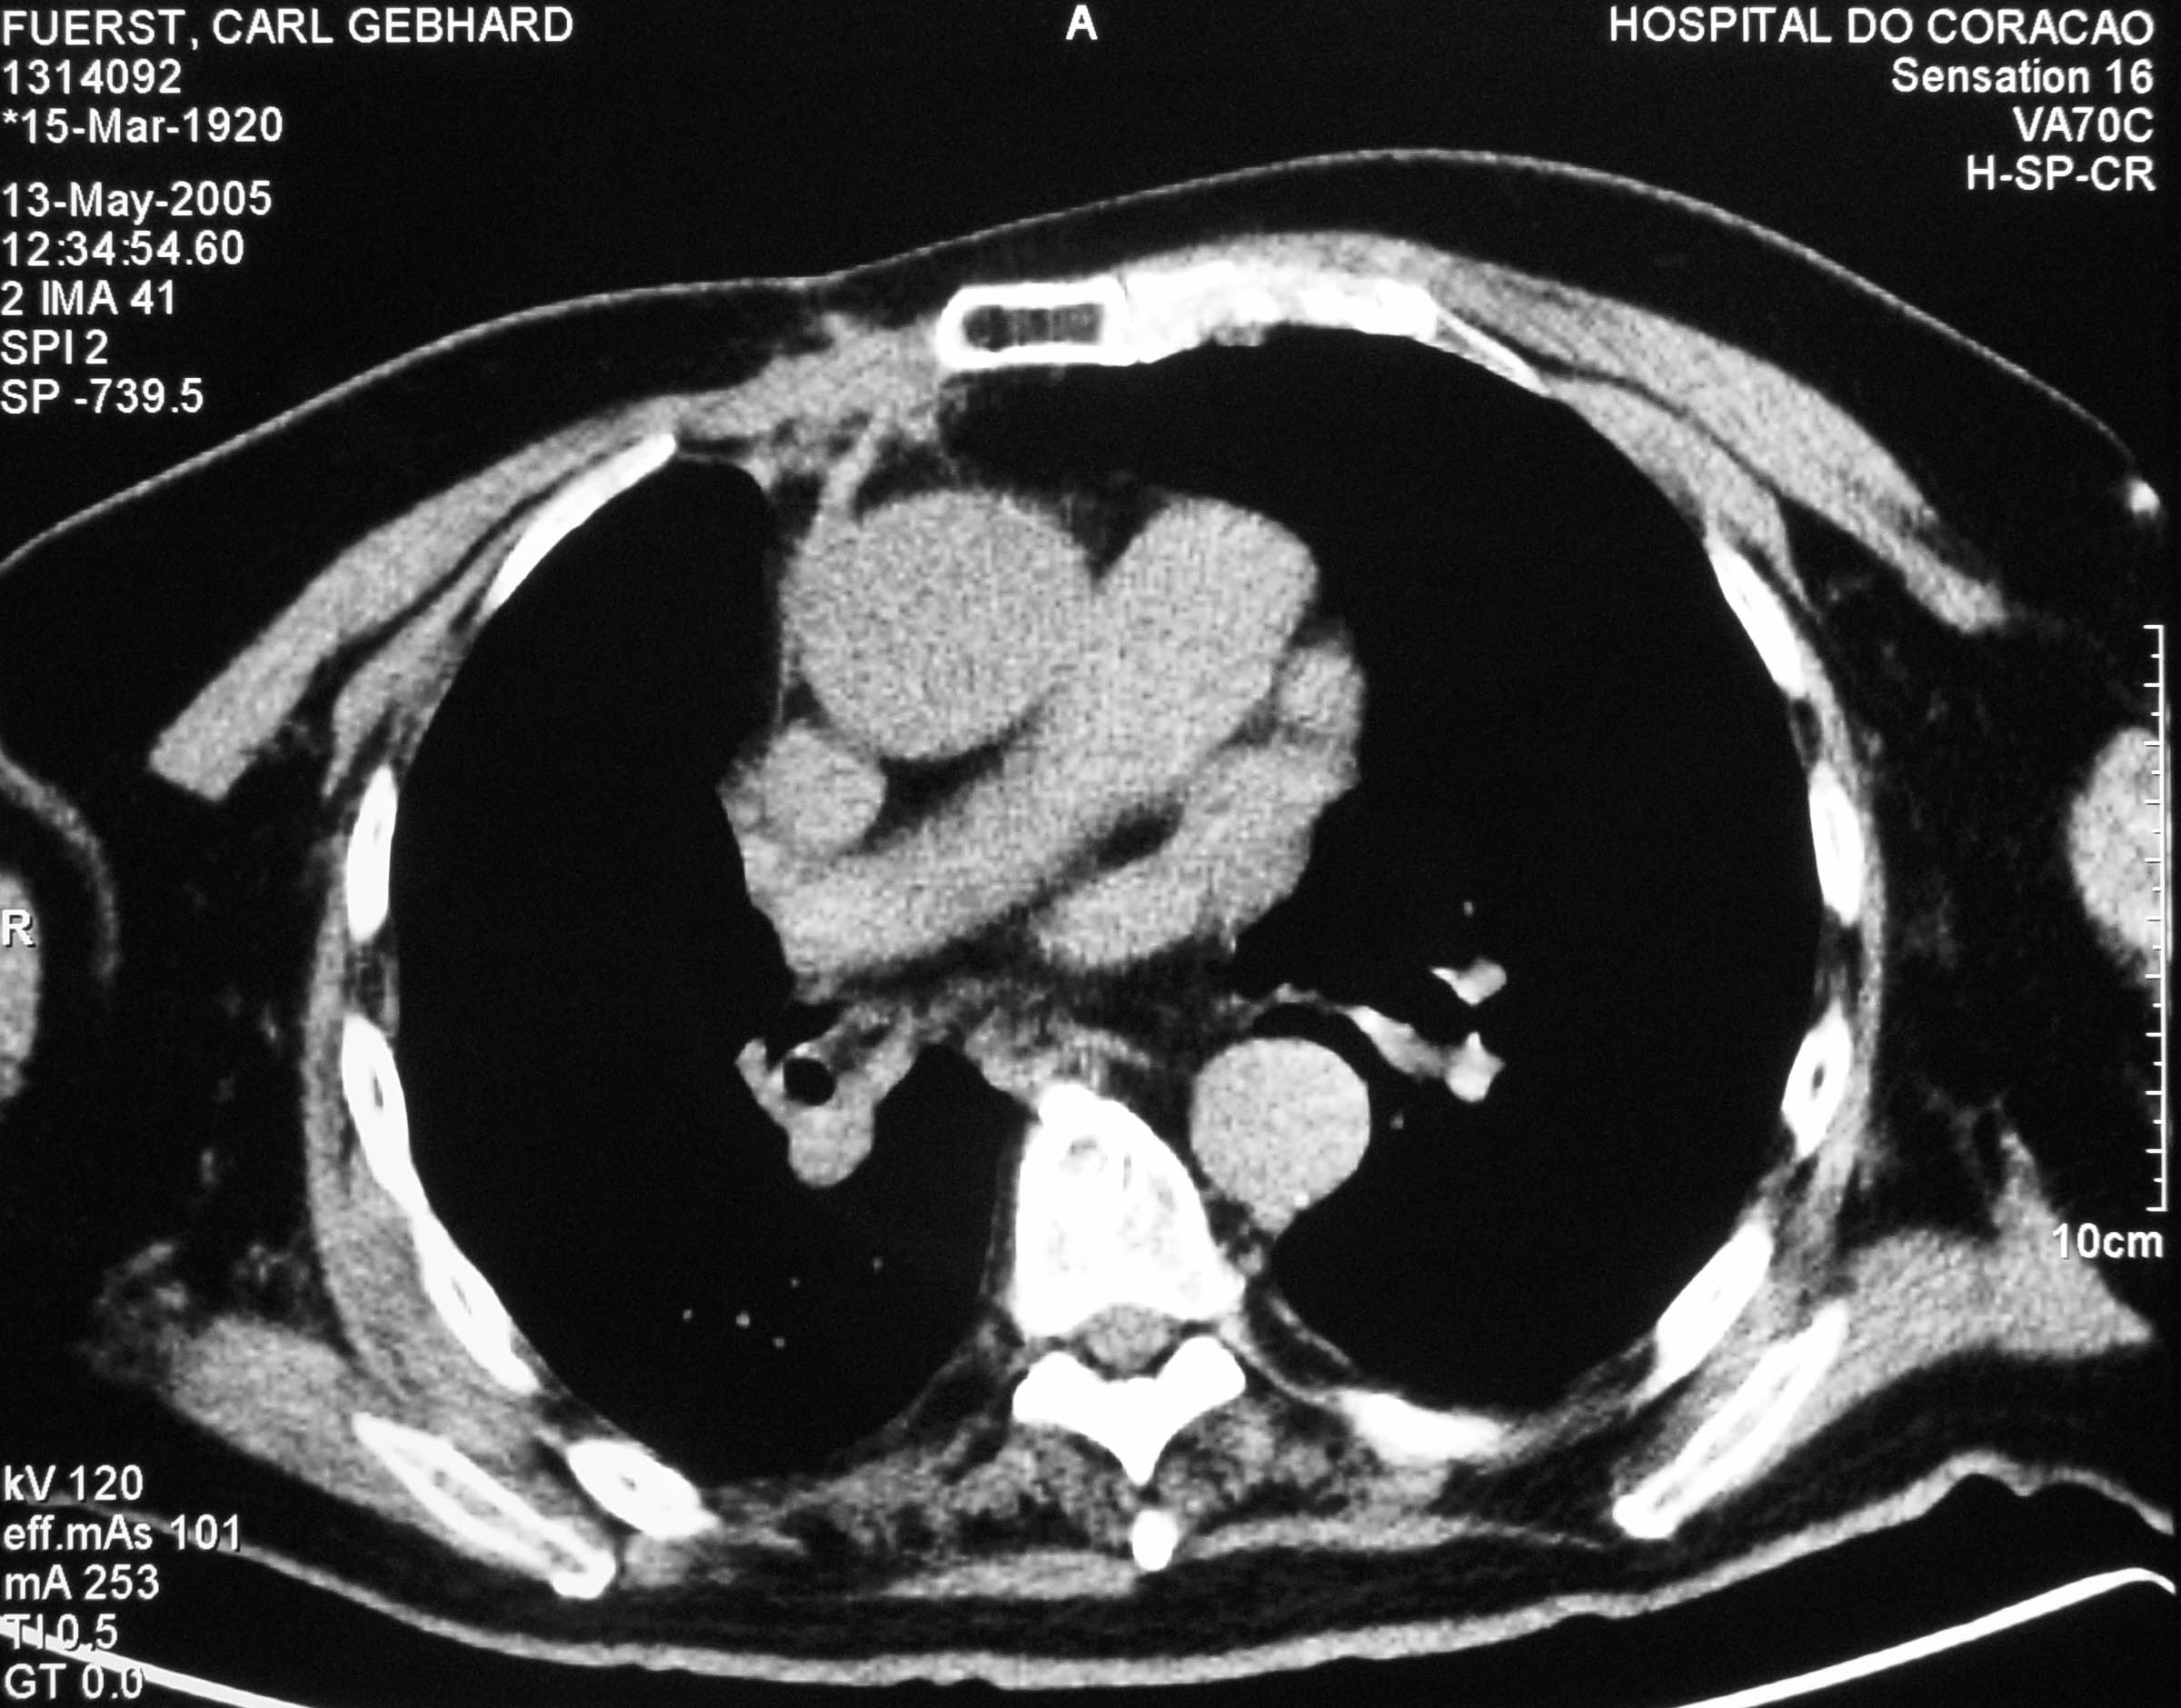 FUERST, CARL GEBHARD
1314092
*15-Mar-1920
13-May-2005
12:34:54.60
2 IMA 41
SPI 2
SP -739.5
A
HOSPITAL DO CORACAO
Sensation 16
VA70C
H-SP-CR
R
10cm
kV 120
eff.mAs 101
mA 253
TI 0.5
GT 0.0